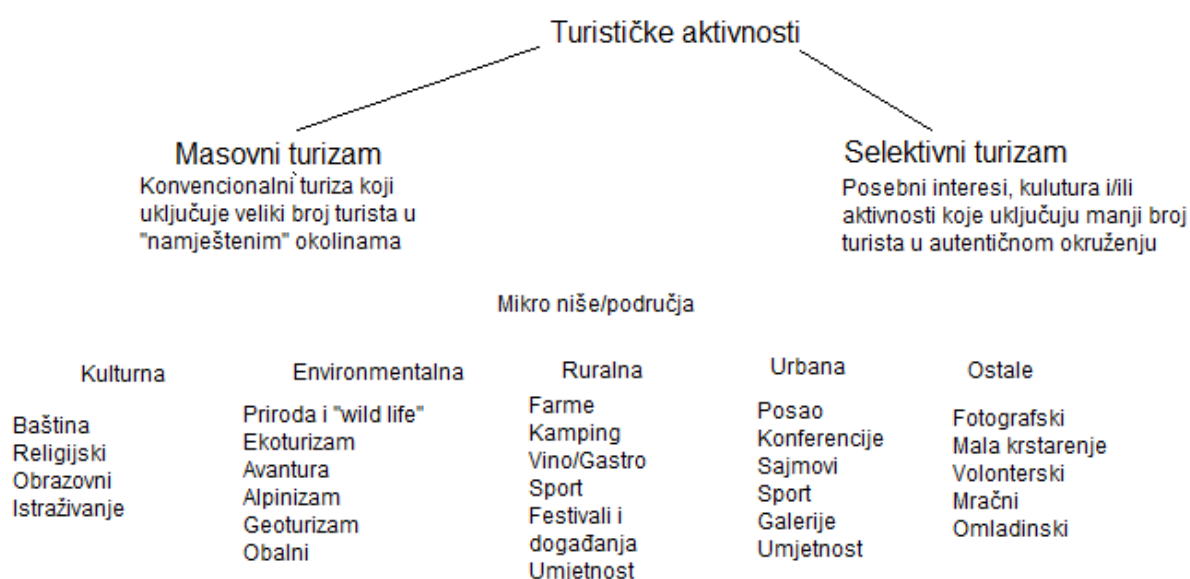 Turističke aktivnosti
Masovni turizam
Konvencionalni turiza koji
uključuje veliki broj turista u
"namještenim" okolinama
Selektivni turizam
Posebni interesi, kulutura i/ili
aktivnosti koje uključuju manji broj
turista u autentičnom okruženju
Mikro niše/područja
Kulturna
Baština
Religijski
Obrazovni
Istraživanje
Environmentalna
Priroda i "wild life"
Ekoturizam
Avantura
Alpinizam
Geoturizam
Obalni
Ruralna
Farme
Kamping
Vino/Gastro
Sport
Festivali i
događanja
Umjetnost
Urbana
Posao
Konferencije
Sajmovi
Sport
Galerije
Umjetnost
Ostale
Fotografski
Mala krstarenje
Volonterski
Mračni
Omladinski